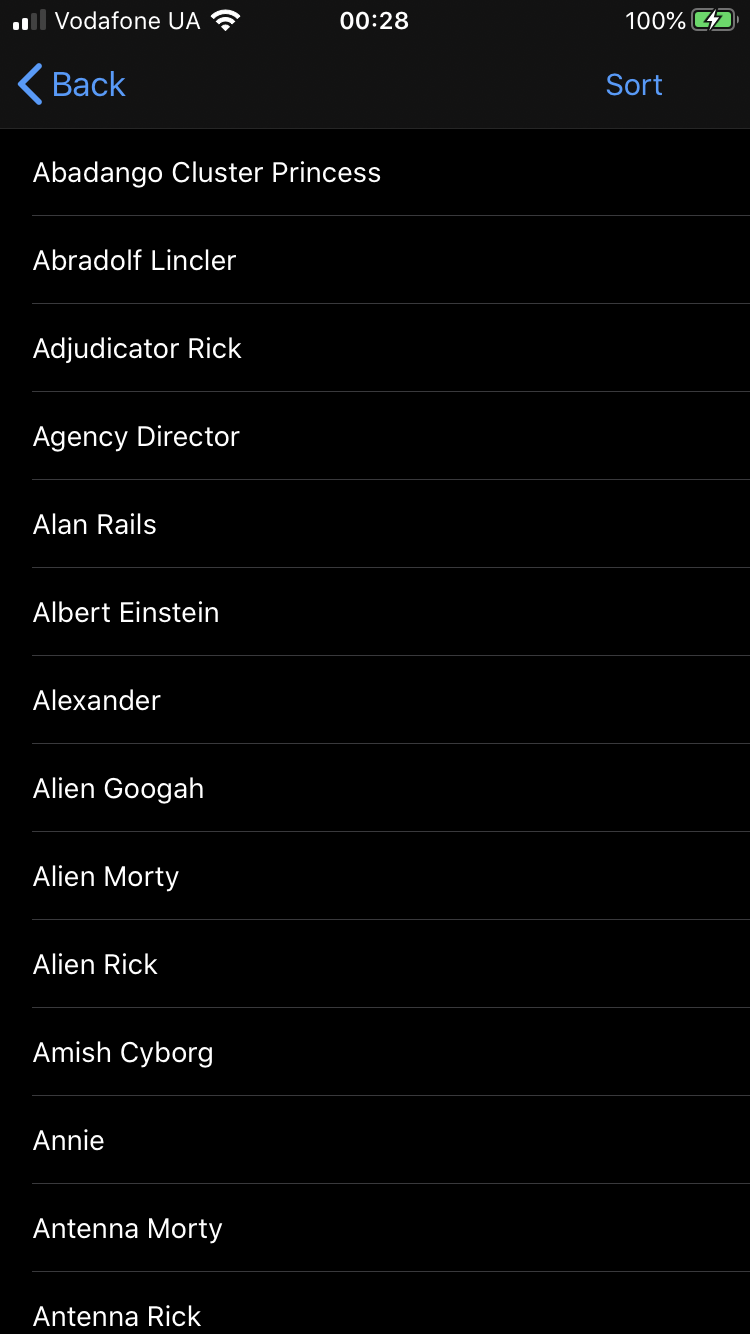 Vodafone UA 00:28 100%
Back Sort
Abadango Cluster Princess
Abradolf Lincler
Adjudicator Rick
Agency Director
Alan Rails
Albert Einstein
Alexander
Alien Googah
Alien Morty
Alien Rick
Amish Cyborg
Annie
Antenna Morty
Antenna Rick